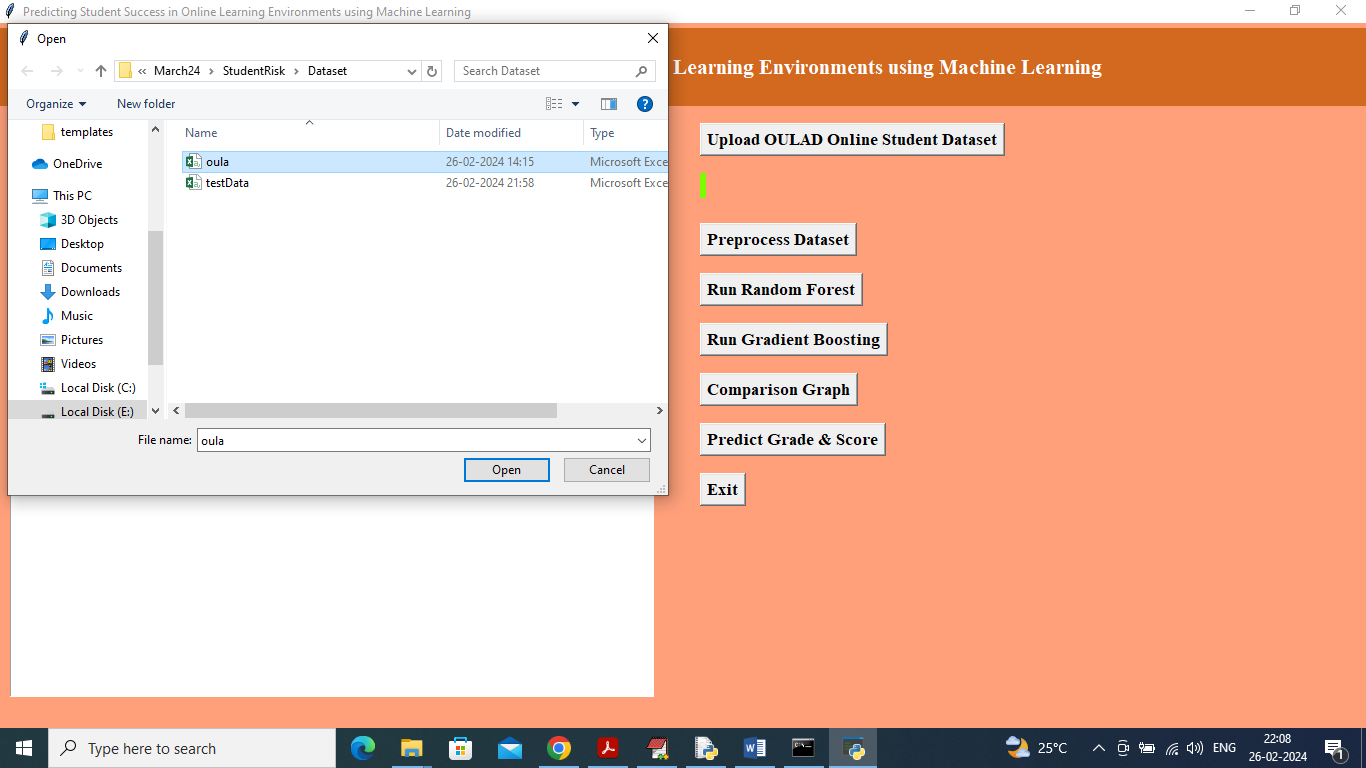 Predicting Student Success in Online Learning Environments using Machine Learning
Open
« March24 › StudentRisk › Dataset
Search Dataset
Learning Environments using Machine Learning
Organize
New folder
Name
Date modified
Type
templates
OneDrive
This PC
3D Objects
Desktop
Documents
Downloads
Music
Pictures
Videos
Local Disk (C:)
Local Disk (E:)
oula 26-02-2024 14:15 Microsoft Exce
testData 26-02-2024 21:58 Microsoft Exce
File name: oula
Open
Cancel
Upload OULAD Online Student Dataset
Preprocess Dataset
Run Random Forest
Run Gradient Boosting
Comparison Graph
Predict Grade & Score
Exit
Type here to search
25°C
ENG
22:08
26-02-2024
1